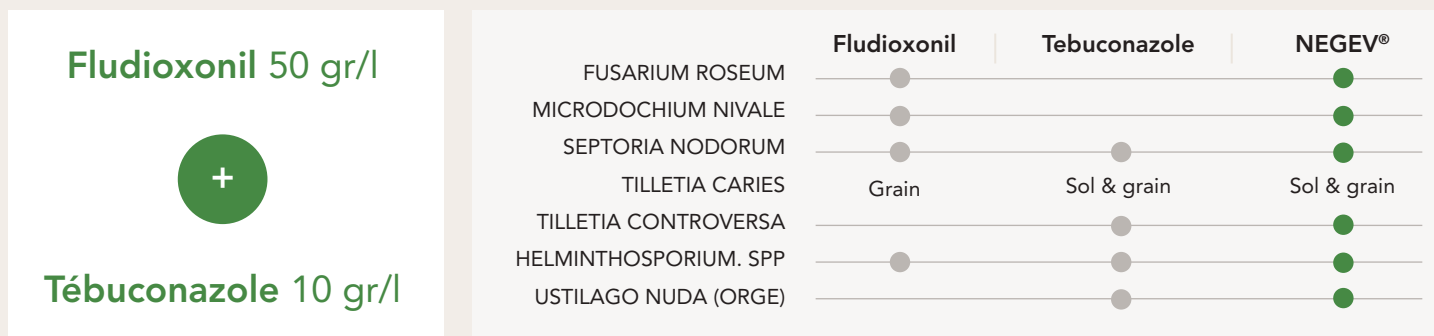 Fludioxonil 50 gr/l
+
Tébuconazole 10 gr/l
Fludioxonil Tebuconazole NEGEV®
FUSARIUM ROSEUM
MICRODOCHIUM NIVALE
SEPTORIA NODORUM
TILLETIA CARIES Grain Sol & grain Sol & grain
TILLETIA CONTROVERSA
HELMINTHOSPORIUM. SPP
USTILAGO NUDA (ORGE)